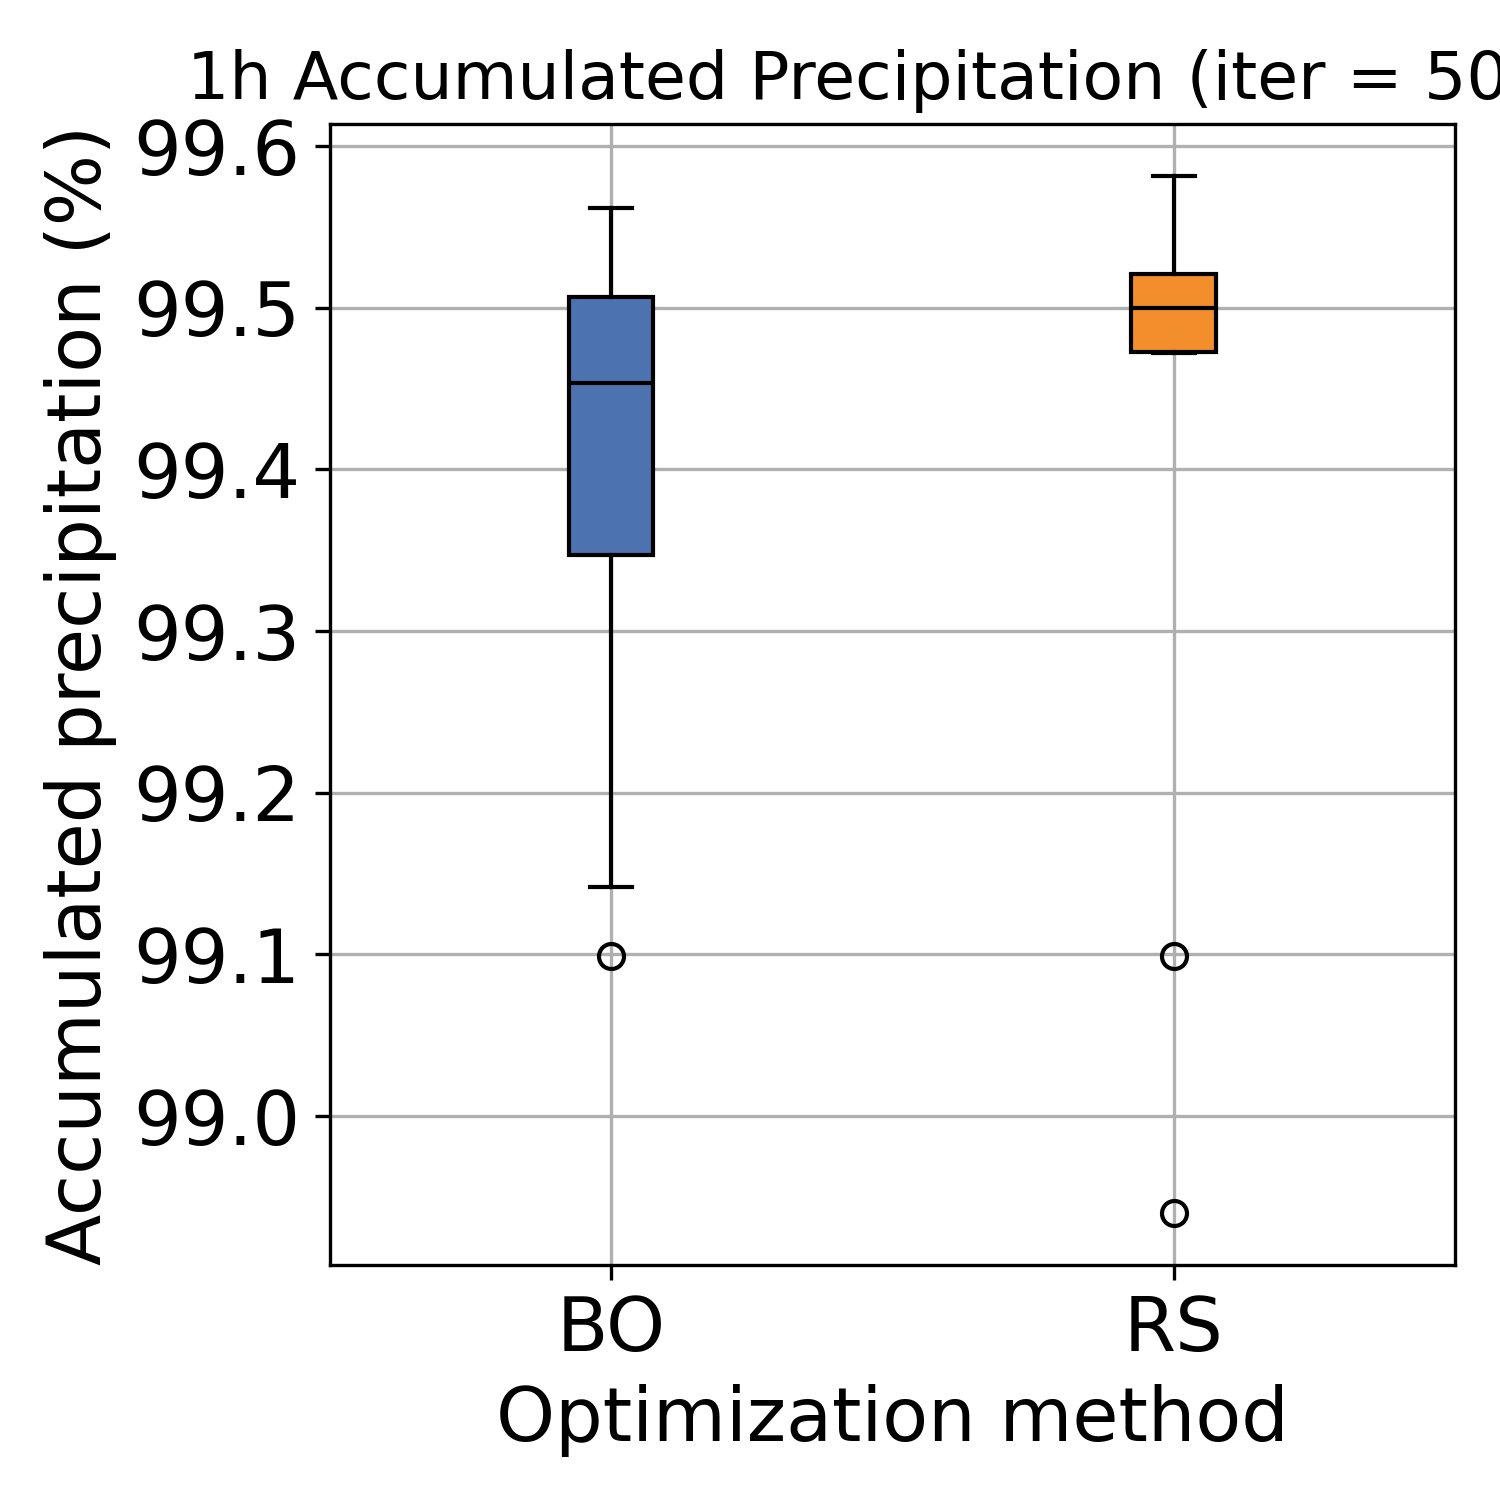 1h Accumulated Precipitation (iter = 50
Accumulated precipitation (%)
99.6
99.5
99.4
99.3
99.2
99.1
99.0
BO
RS
Optimization method